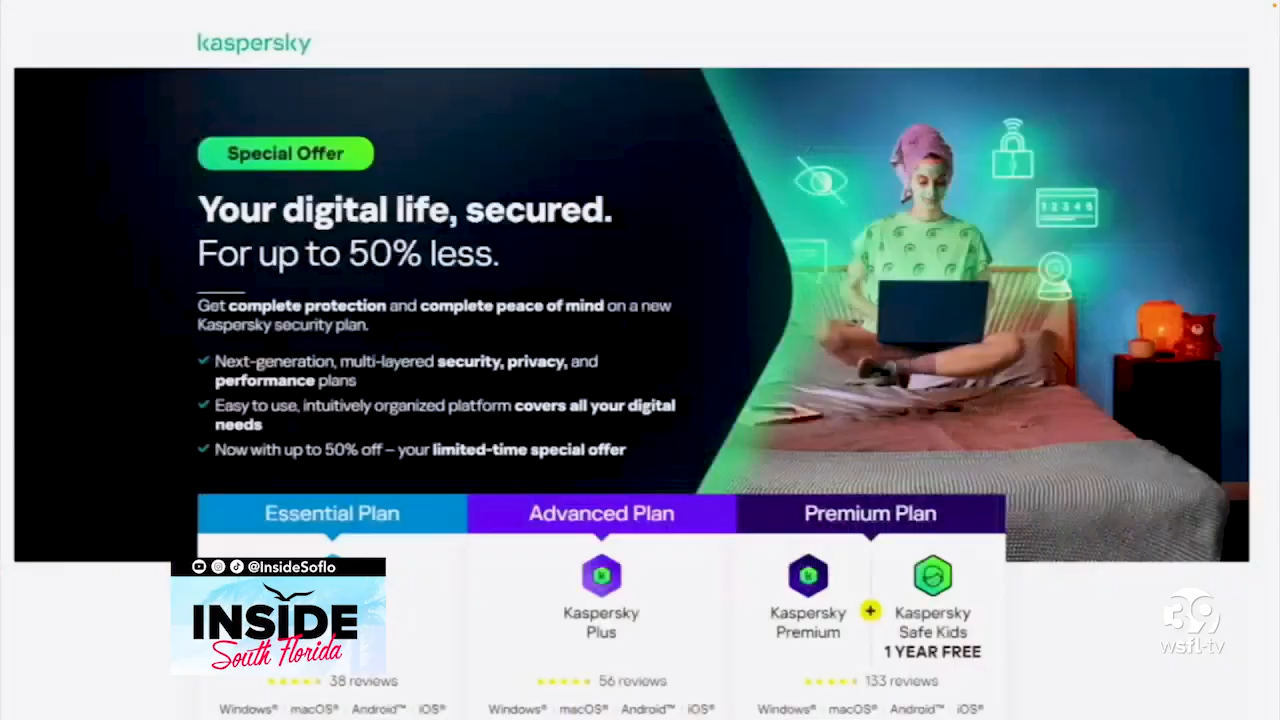 kaspersky
Special Offer
Your digital life, secured.
For up to 50% less.
Get complete protection and complete peace of mind on a new
Kaspersky security plan.
Next-generation, multi-layered security, privacy, and
performance plans
Easy to use, intuitively organized platform covers all your digital
needs
Now with up to 50% off – your limited-time special offer
12345
Essential Plan
Advanced Plan
Premium Plan
Kaspersky
Plus
Kaspersky
Premium
+
Kaspersky
Safe Kids
1 YEAR FREE
38 reviews
56 reviews
133 reviews
Windows® macOS® Android™ iOS®
Windows® macOS® Android™ iOS®
Windows® macOS® Android™ iOS®
@InsideSoflo
INSIDE
South Florida
39
wsfl-tv